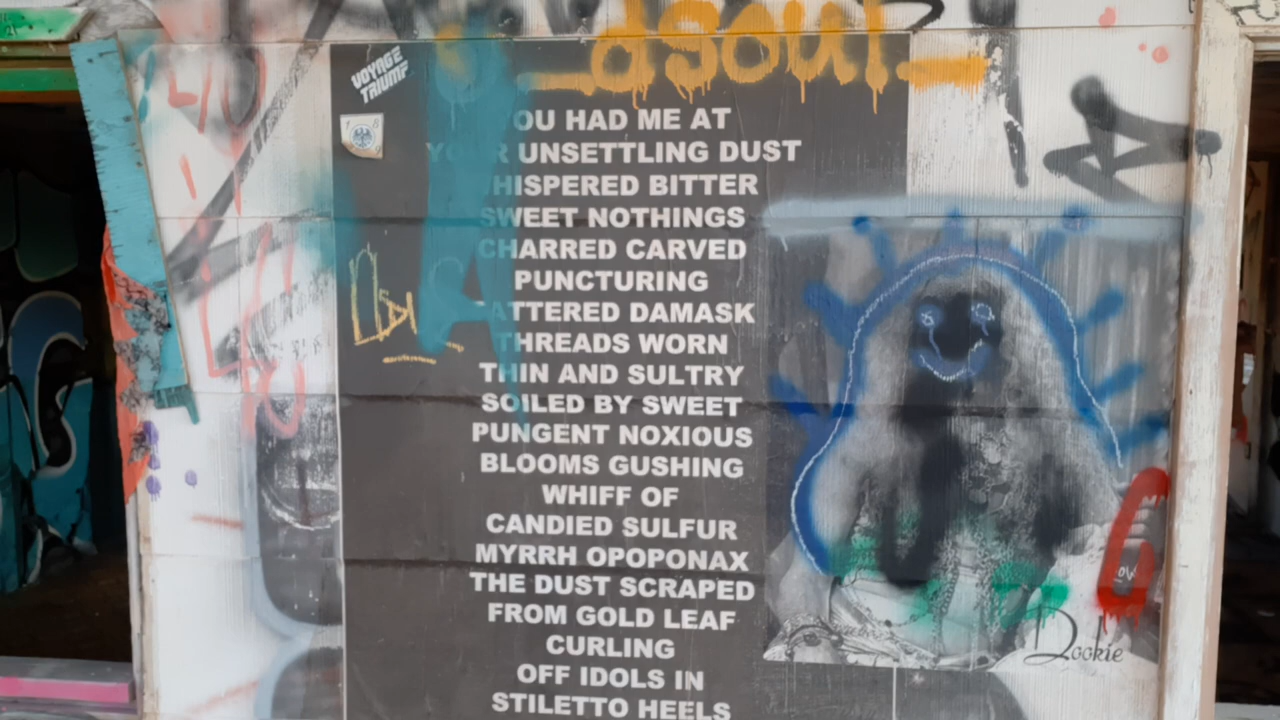 dsoul
VOYAGE
TRIUMF
YOU HAD ME AT
YOUR UNSETTLING DUST
WHISPERED BITTER
SWEET NOTHINGS
CHARRED CARVED
PUNCTURING
TATTERED DAMASK
THREADS WORN
THIN AND SULTRY
SOILED BY SWEET
PUNGENT NOXIOUS
BLOOMS GUSHING
WHIFF OF
CANDIED SULFUR
MYRRH OPOPONAX
THE DUST SCRAPED
FROM GOLD LEAF
CURLING
OFF IDOLS IN
STILETTO HEELS
Dookie